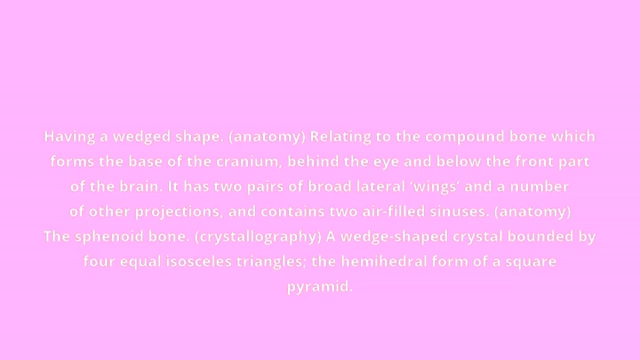 Having a wedged shape. (anatomy) Relating to the compound bone which
forms the base of the cranium, behind the eye and below the front part
of the brain. It has two pairs of broad lateral 'wings' and a number
of other projections, and contains two air-filled sinuses. (anatomy)
The sphenoid bone. (crystallography) A wedge-shaped crystal bounded by
four equal isosceles triangles; the hemihedral form of a square
pyramid.